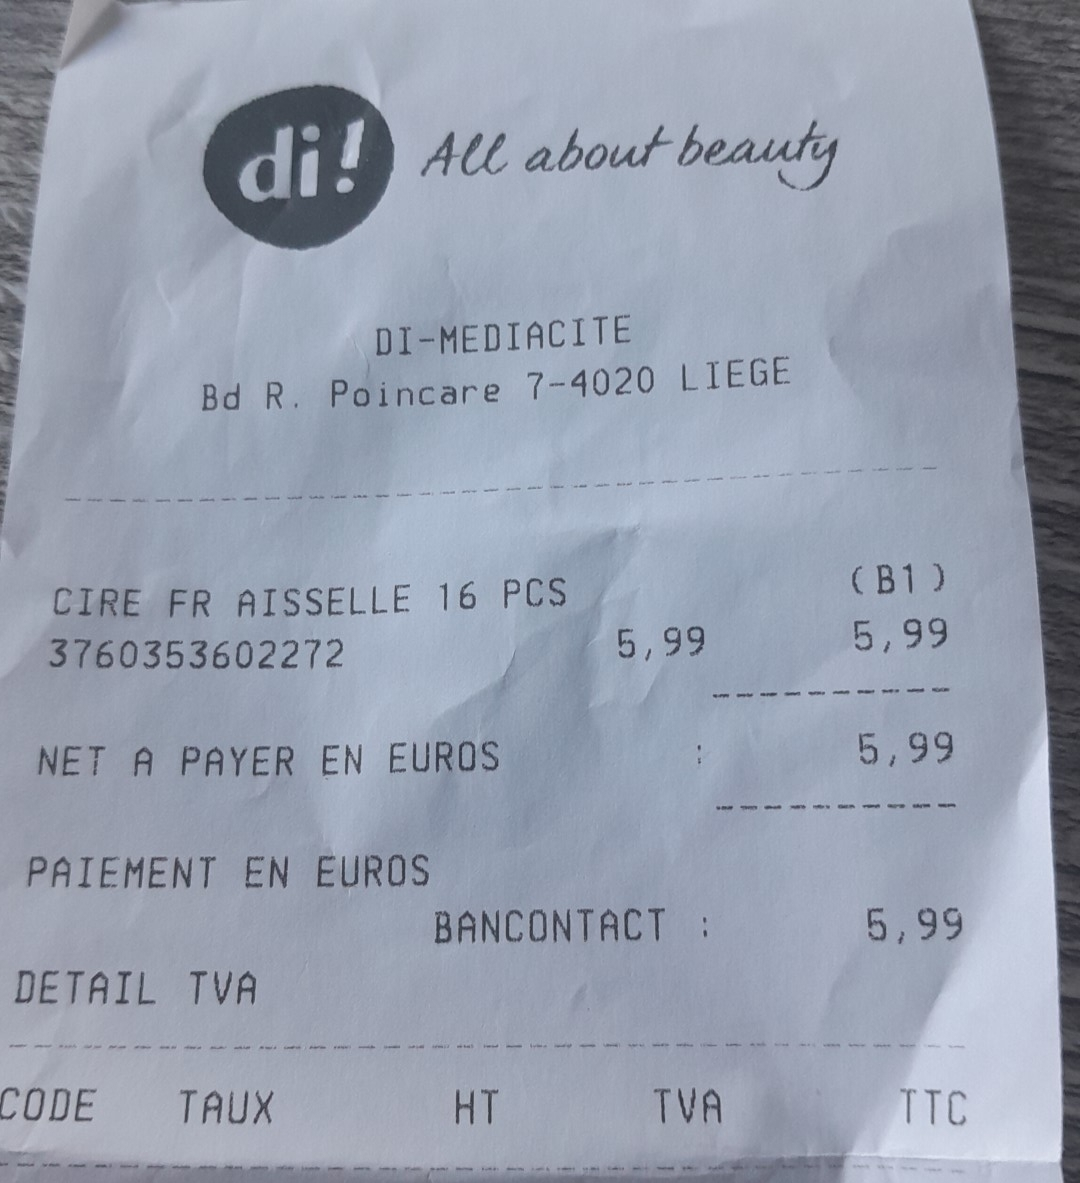 di! All about beauty
DI-MEDIACITE
Bd R. Poincare 7-4020 LIEGE
CIRE FR AISSELLE 16 PCS (B1)
3760353602272 5,99 5,99
NET A PAYER EN EUROS : 5,99
PAIEMENT EN EUROS
BANCONTACT : 5,99
DETAIL TVA
CODE TAUX HT TVA TTC